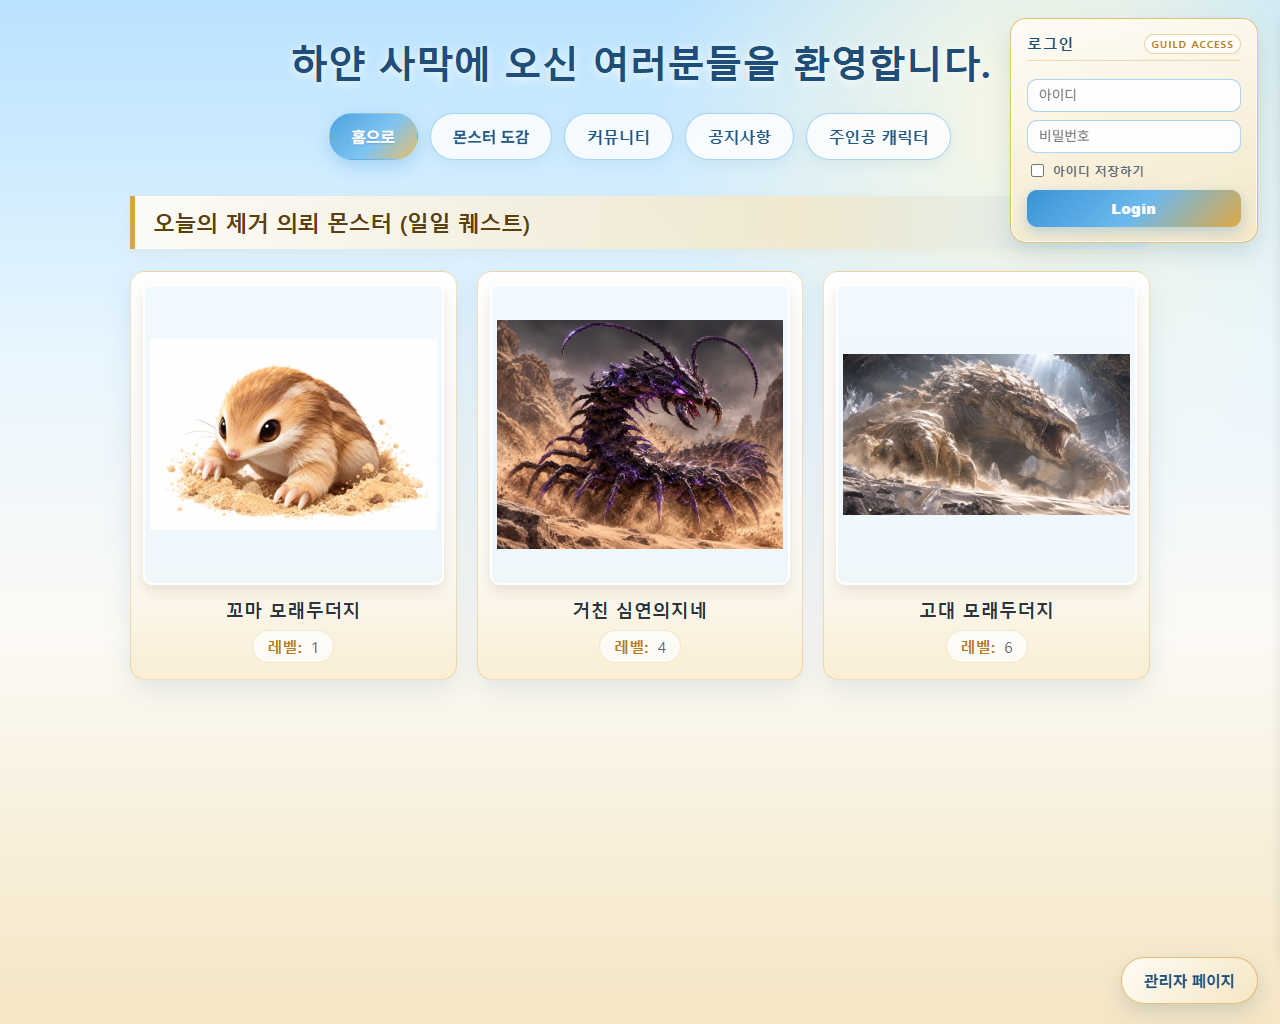 하얀 사막에 오신 여러분들을 환영합니다.
로그인
GUILD ACCESS
아이디
비밀번호
아이디 저장하기
Login
홈으로
몬스터 도감
커뮤니티
공지사항
주인공 캐릭터
오늘의 제거 의뢰 몬스터 (일일 퀘스트)
꼬마 모래두더지
레벨: 1
거친 심연의지네
레벨: 4
고대 모래두더지
레벨: 6
관리자 페이지